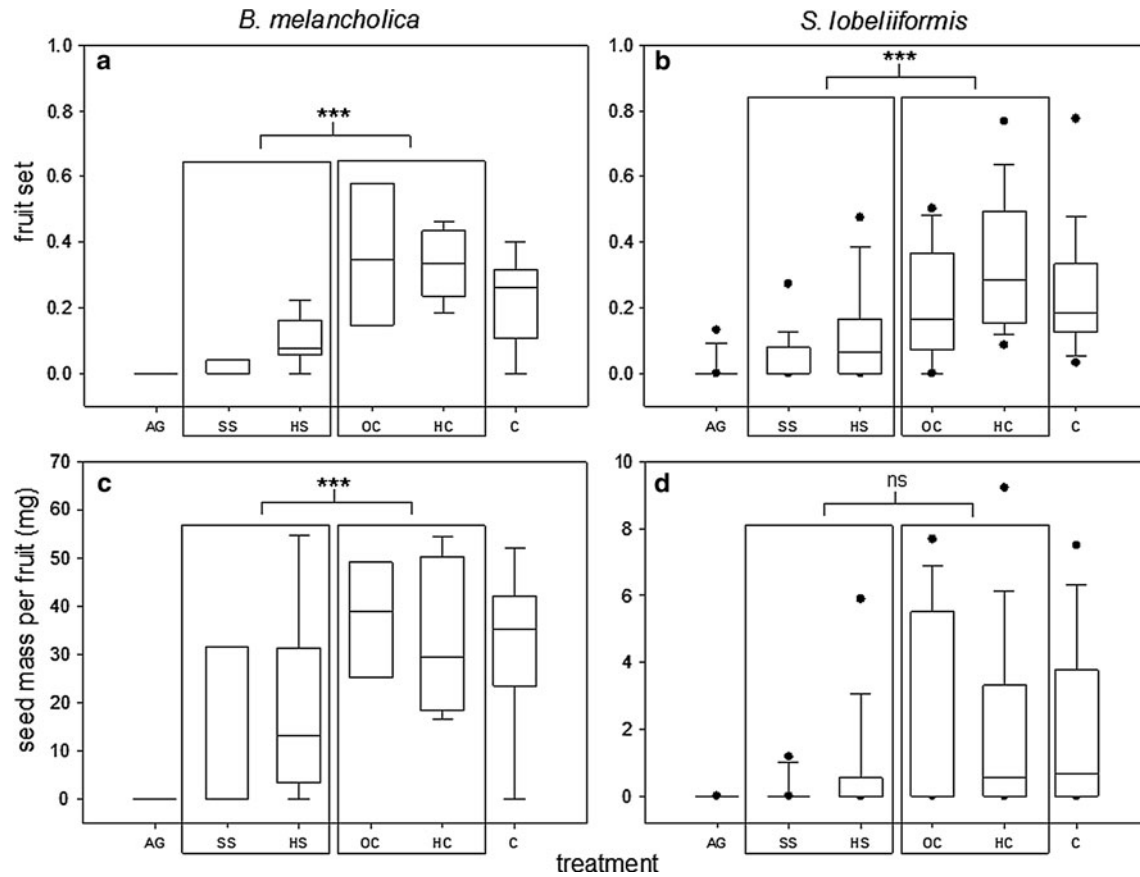 B. melancholica
S. lobeliiformis
a
***
fruit set
1.0
0.8
0.6
0.4
0.2
0.0
AG SS HS OC HC C
b
***
1.0
0.8
0.6
0.4
0.2
0.0
AG SS HS OC HC C
c
***
seed mass per fruit (mg)
70
60
50
40
30
20
10
0
AG SS HS OC HC C
d
ns
10
8
6
4
2
0
AG SS HS OC HC C
treatment